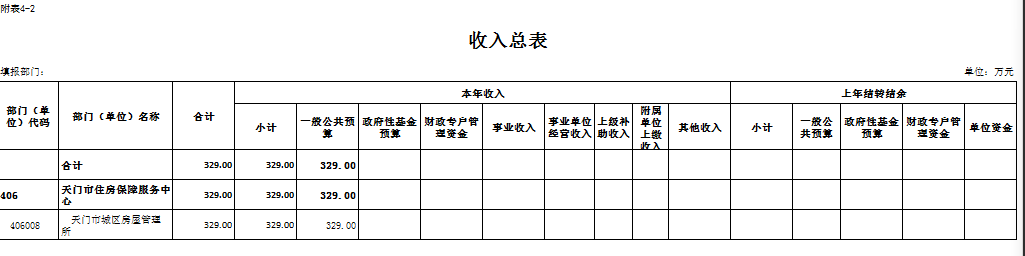 附表4-2
收入总表
填报部门：
单位：万元
部门（单位）代码
部门（单位）名称
合计
本年收入
上年结转结余
小计
一般公共预算
政府性基金预算
财政专户管理资金
事业收入
事业单位经营收入
上级补助收入
附属单位上缴收入
其他收入
小计
一般公共预算
政府性基金预算
财政专户管理资金
单位资金
合计 329.00 329.00 329.00
406 天门市住房保障服务中心 329.00 329.00 329.00
406008 天门市城区房屋管理所 329.00 329.00 329.00